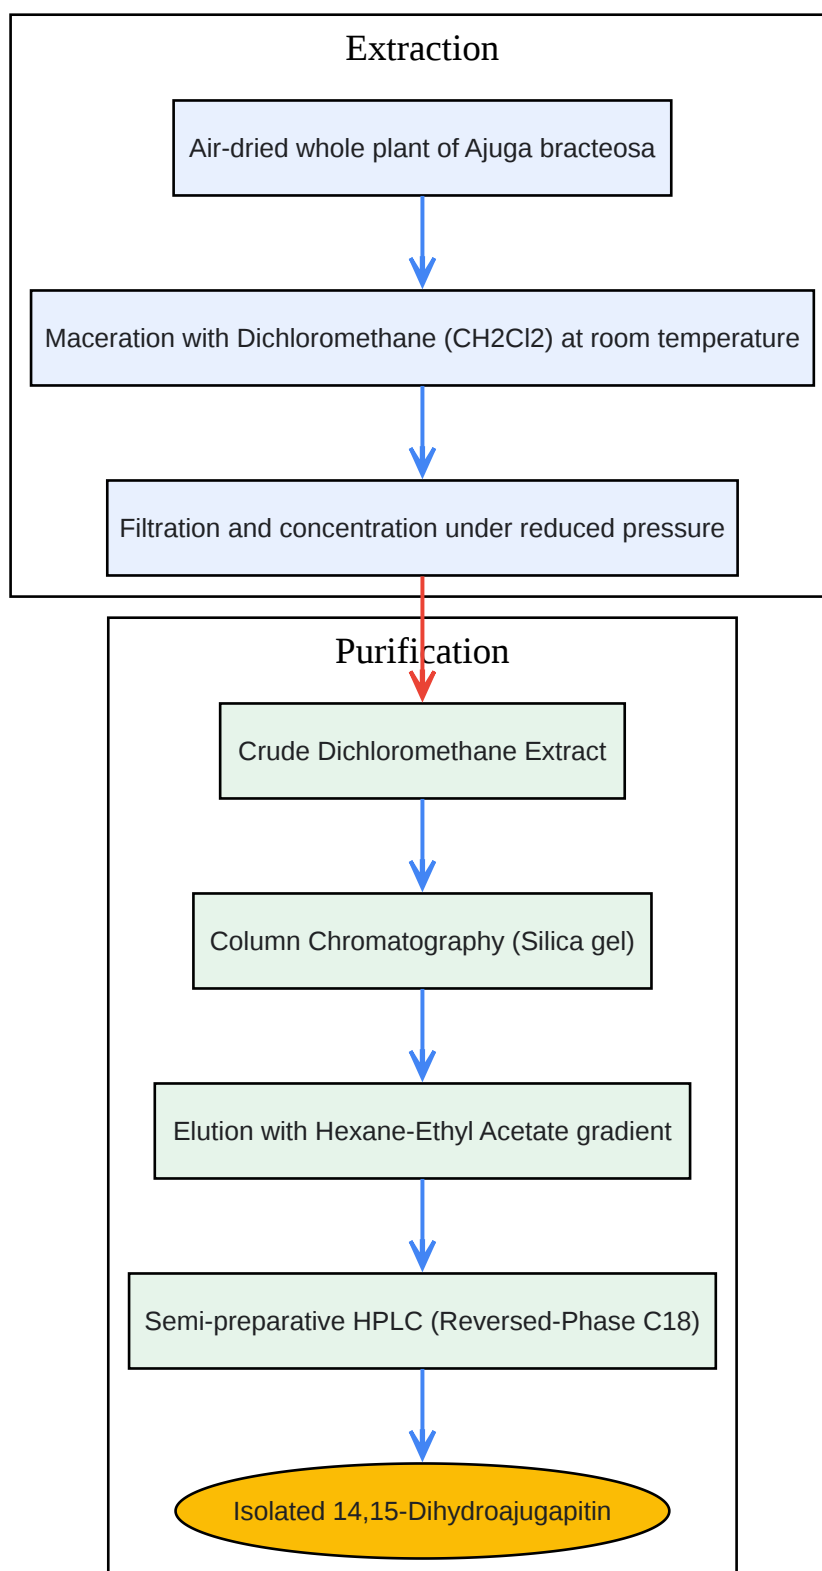 Extraction
Air-dried whole plant of Ajuga bracteosa
Maceration with Dichloromethane (CH2Cl2) at room temperature
Filtration and concentration under reduced pressure
Purification
Crude Dichloromethane Extract
Column Chromatography (Silica gel)
Elution with Hexane-Ethyl Acetate gradient
Semi-preparative HPLC (Reversed-Phase C18)
Isolated 14,15-Dihydroajugapitin